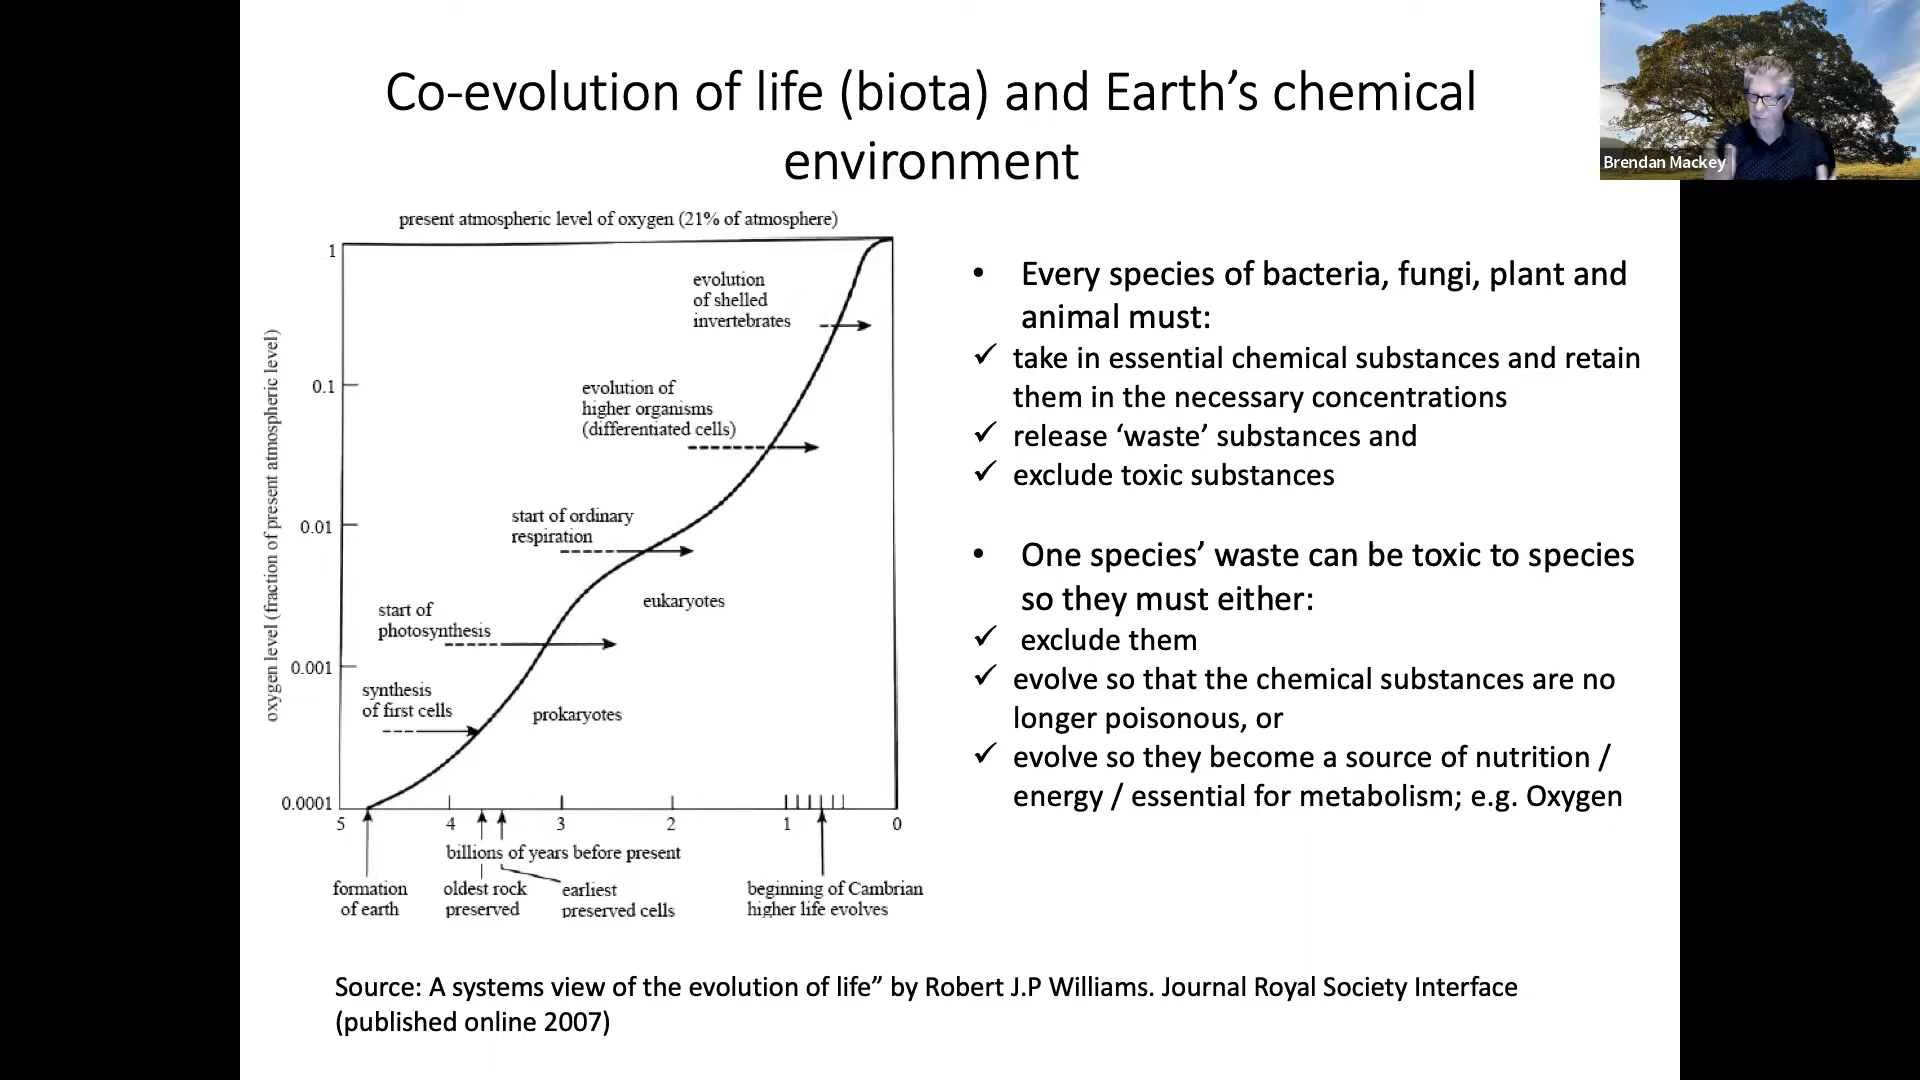 Co-evolution of life (biota) and Earth’s chemical
environment
Brendan Mackey
present atmospheric level of oxygen (21% of atmosphere)
oxygen level (fraction of present atmospheric level)
1
0.1
0.01
0.001
0.0001
evolution
of shelled
invertebrates
evolution of
higher organisms
(differentiated cells)
start of ordinary
respiration
eukaryotes
start of
photosynthesis
synthesis
of first cells
prokaryotes
5 4 3 2 1 0
billions of years before present
formation
of earth
oldest rock
preserved
earliest
preserved cells
beginning of Cambrian
higher life evolves
• Every species of bacteria, fungi, plant and
animal must:
✓ take in essential chemical substances and retain
them in the necessary concentrations
✓ release ‘waste’ substances and
✓ exclude toxic substances
• One species’ waste can be toxic to species
so they must either:
✓ exclude them
✓ evolve so that the chemical substances are no
longer poisonous, or
✓ evolve so they become a source of nutrition /
energy / essential for metabolism; e.g. Oxygen
Source: A systems view of the evolution of life” by Robert J.P Williams. Journal Royal Society Interface
(published online 2007)